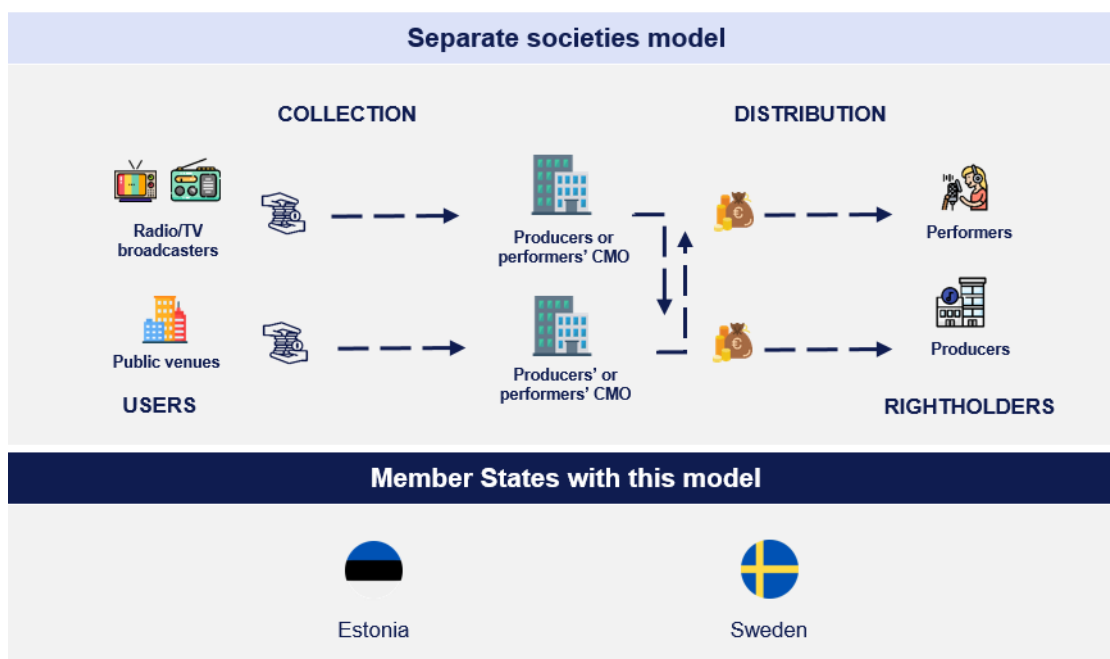 Separate societies model
COLLECTION
DISTRIBUTION
Radio/TV
broadcasters
Producers or
performers’ CMO
Performers
Public venues
Producers’ or
performers’ CMO
Producers
USERS
RIGHTHOLDERS
Member States with this model
Estonia
Sweden